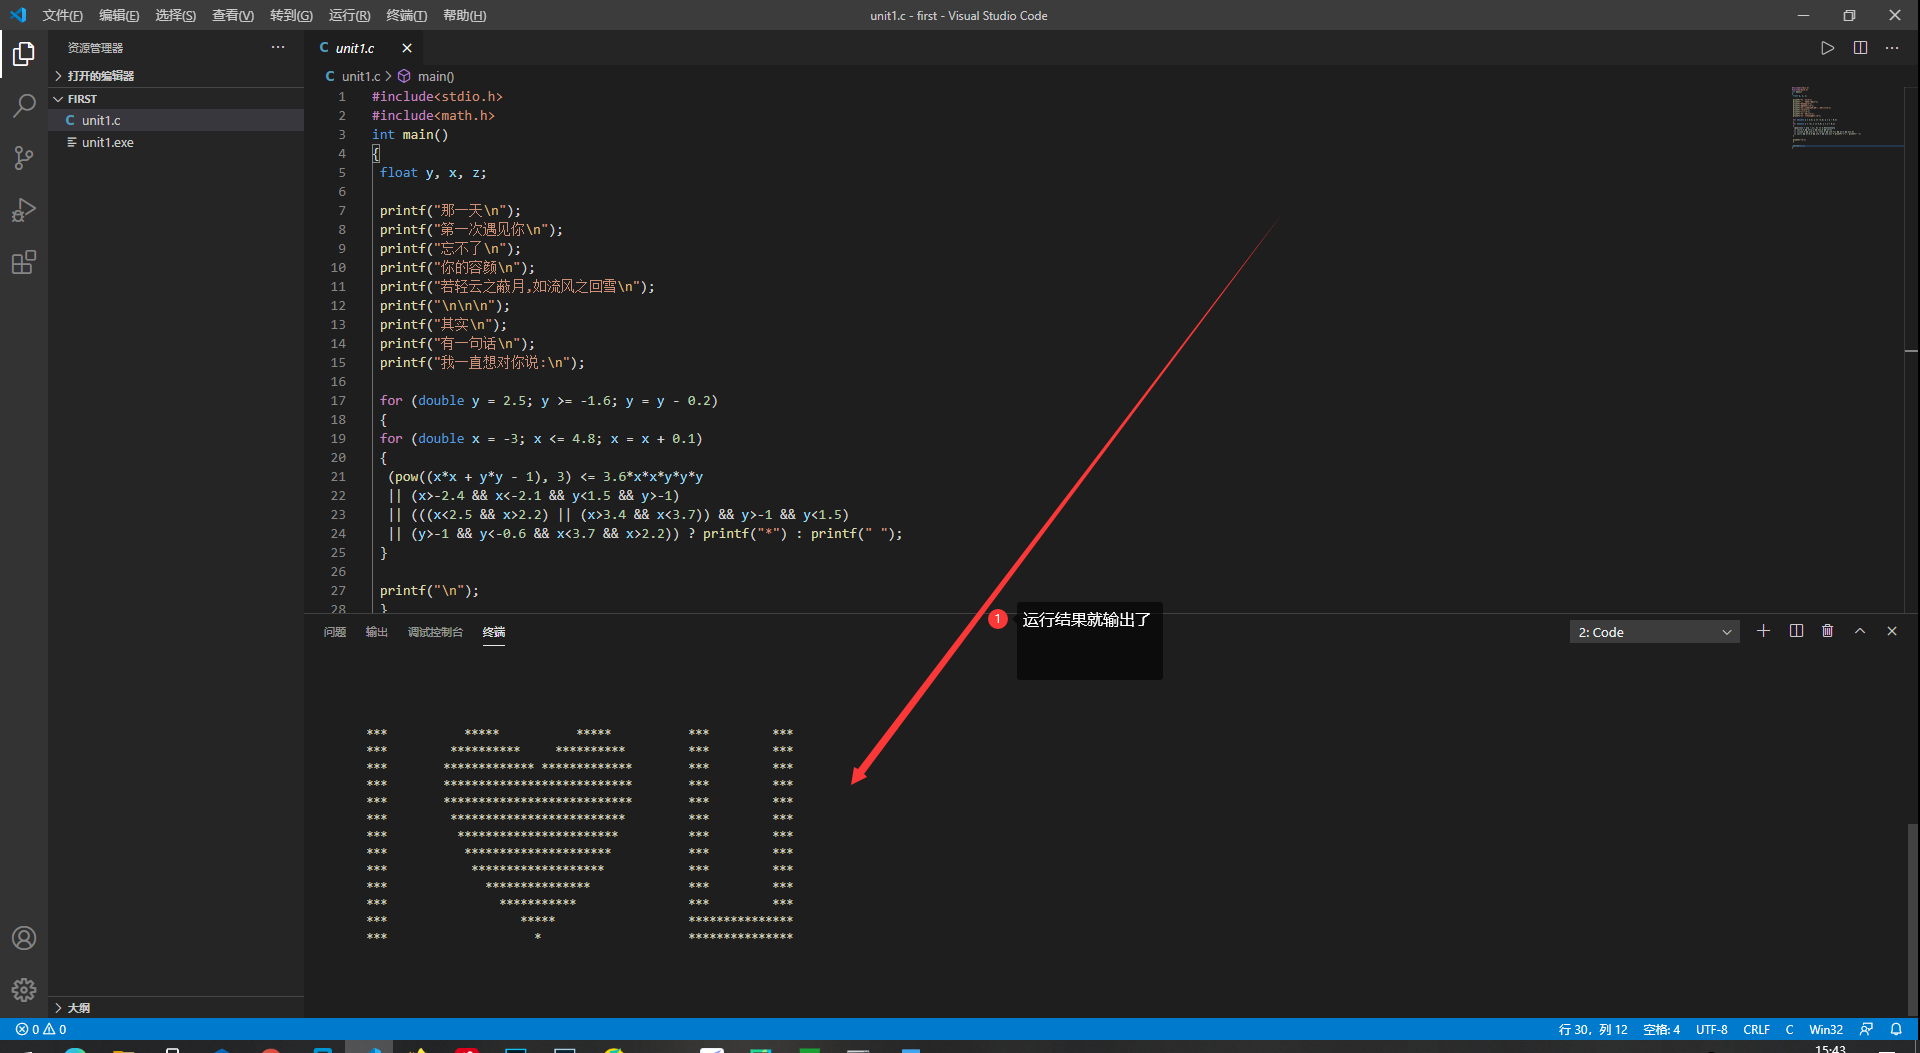 文件(F) 编辑(E) 选择(S) 查看(V) 转到(G) 运行(R) 终端(T) 帮助(H) unit1.c - first - Visual Studio Code
资源管理器 ···
打开的编辑器
FIRST
C unit1.c
unit1.exe
大纲
C unit1.c ×
C unit1.c > main()
1 #include<stdio.h>
2 #include<math.h>
3 int main()
4 {
5 float y, x, z;
6
7 printf("那一天\n");
8 printf("第一次遇见你\n");
9 printf("忘不了\n");
10 printf("你的容颜\n");
11 printf("若轻云之蔽月,如流风之回雪\n");
12 printf("\n\n\n");
13 printf("其实\n");
14 printf("有一句话\n");
15 printf("我一直想对你说:\n");
16
17 for (double y = 2.5; y >= -1.6; y = y - 0.2)
18 {
19 for (double x = -3; x <= 4.8; x = x + 0.1)
20 {
21 (pow((x*x + y*y - 1), 3) <= 3.6*x*x*y*y*y
22 || (x>-2.4 && x<-2.1 && y<1.5 && y>-1)
23 || (((x<2.5 && x>2.2) || (x>3.4 && x<3.7)) && y>-1 && y<1.5)
24 || (y>-1 && y<-0.6 && x<3.7 && x>2.2)) ? printf("*") : printf(" ");
25 }
26
27 printf("\n");
28 }
1 运行结果就输出了
问题 输出 调试控制台 终端 2: Code
*** ***** ***** *** ***
*** ********** ********** *** ***
*** ************* ************* *** ***
*** *************************** *** ***
*** *************************** *** ***
*** ************************* *** ***
*** *********************** *** ***
*** ********************* *** ***
*** ******************* *** ***
*** *************** *** ***
*** *********** *** ***
*** ***** ***************
*** * ***************
0 0 行 30，列 12 空格: 4 UTF-8 CRLF C Win32
15:43